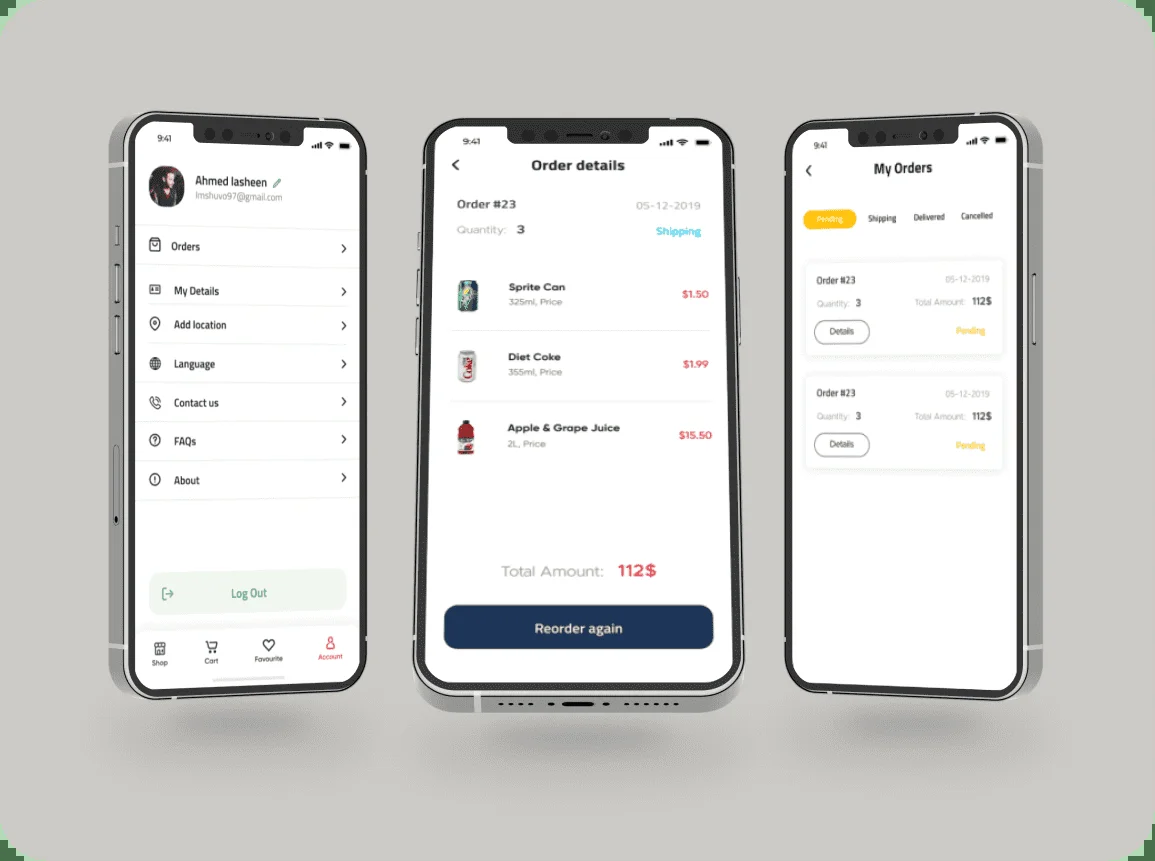 9:41
Ahmed lasheen
lmshuvo97@gmail.com
Orders
My Details
Add location
Language
Contact us
FAQs
About
Log Out
Shop
Cart
Favourite
Account
9:41
Order details
Order #23
05-12-2019
Quantity: 3
Shipping
Sprite Can
325ml, Price
$1.50
Diet Coke
355ml, Price
$1.99
Coke
Apple & Grape Juice
2L, Price
$15.50
Total Amount: 112$
Reorder again
9:41
My Orders
Pending
Shipping
Delivered
Cancelled
Order #23
05-12-2019
Quantity: 3
Total Amount: 112$
Details
Pending
Order #23
05-12-2019
Quantity: 3
Total Amount: 112$
Details
Pending